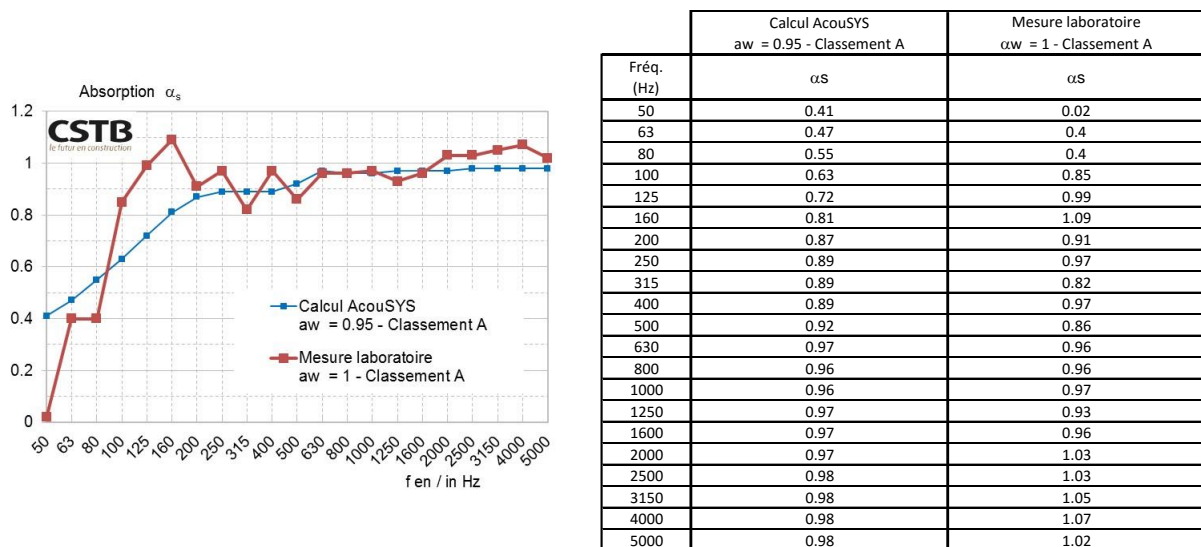 Absorption αs
1.2
1
0.8
0.6
0.4
0.2
0
CSTB
le futur en construction
Calcul AcouSYS
aw = 0.95 - Classement A
Mesure laboratoire
aw = 1 - Classement A
50 63 80 100 125 160 200 250 315 400 500 630 800 1000 1250 1600 2000 2500 3150 4000 5000
f en / in Hz
Calcul AcouSYS Mesure laboratoire
aw = 0.95 - Classement A αw = 1 - Classement A
Fréq.
(Hz) αs αs
50 0.41 0.02
63 0.47 0.4
80 0.55 0.4
100 0.63 0.85
125 0.72 0.99
160 0.81 1.09
200 0.87 0.91
250 0.89 0.97
315 0.89 0.82
400 0.89 0.97
500 0.92 0.86
630 0.97 0.96
800 0.96 0.96
1000 0.96 0.97
1250 0.97 0.93
1600 0.97 0.96
2000 0.97 1.03
2500 0.98 1.03
3150 0.98 1.05
4000 0.98 1.07
5000 0.98 1.02